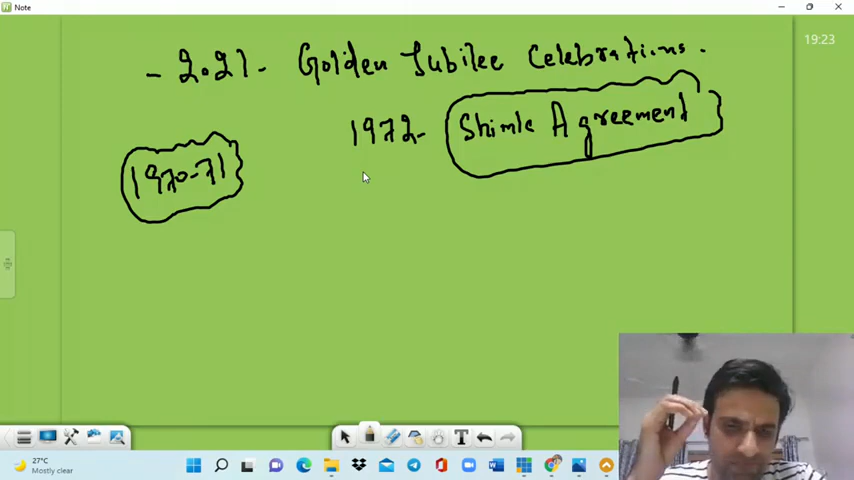 Note
19:23
- 2021- Golden Jubilee Celebrations.
1972- Shimla Agreement
1970-71
27°C
Mostly clear